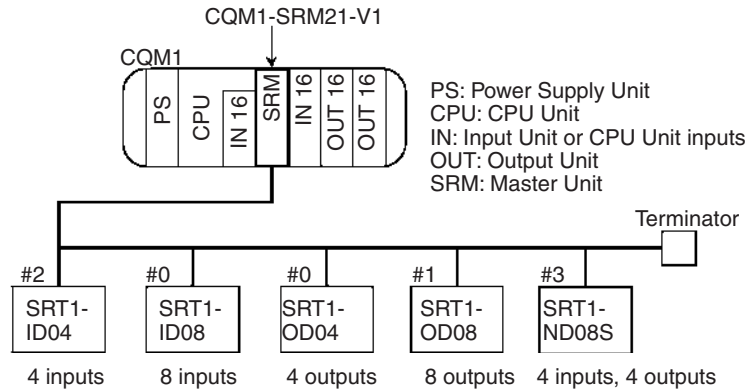 CQM1-SRM21-V1
CQM1
PS
CPU
IN 16
SRM
IN 16
OUT 16
OUT 16
PS: Power Supply Unit
CPU: CPU Unit
IN: Input Unit or CPU Unit inputs
OUT: Output Unit
SRM: Master Unit
Terminator
#2
#0
#0
#1
#3
SRT1-
ID04
SRT1-
ID08
SRT1-
OD04
SRT1-
OD08
SRT1-
ND08S
4 inputs
8 inputs
4 outputs
8 outputs
4 inputs, 4 outputs